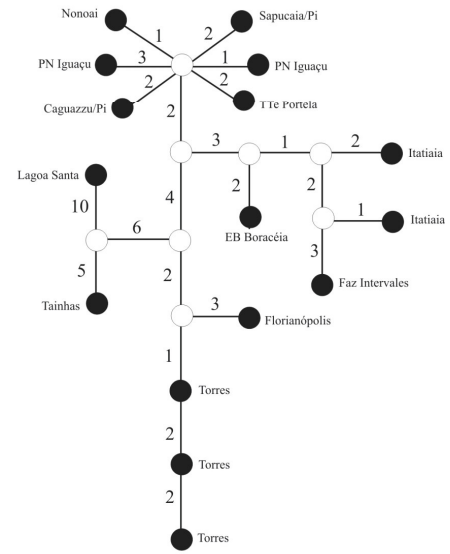 Nonoai
Sapucaia/Pi
1
2
PN Iguaçu
3
1
PN Iguaçu
2
2
Caguazzu/Pi
TTe Portela
2
3
1
2
Itatiaia
Lagoa Santa
10
4
2
2
1
Itatiaia
EB Boracéia
6
3
5
2
Faz Intervales
Tainhas
3
Florianópolis
1
Torres
2
Torres
2
Torres